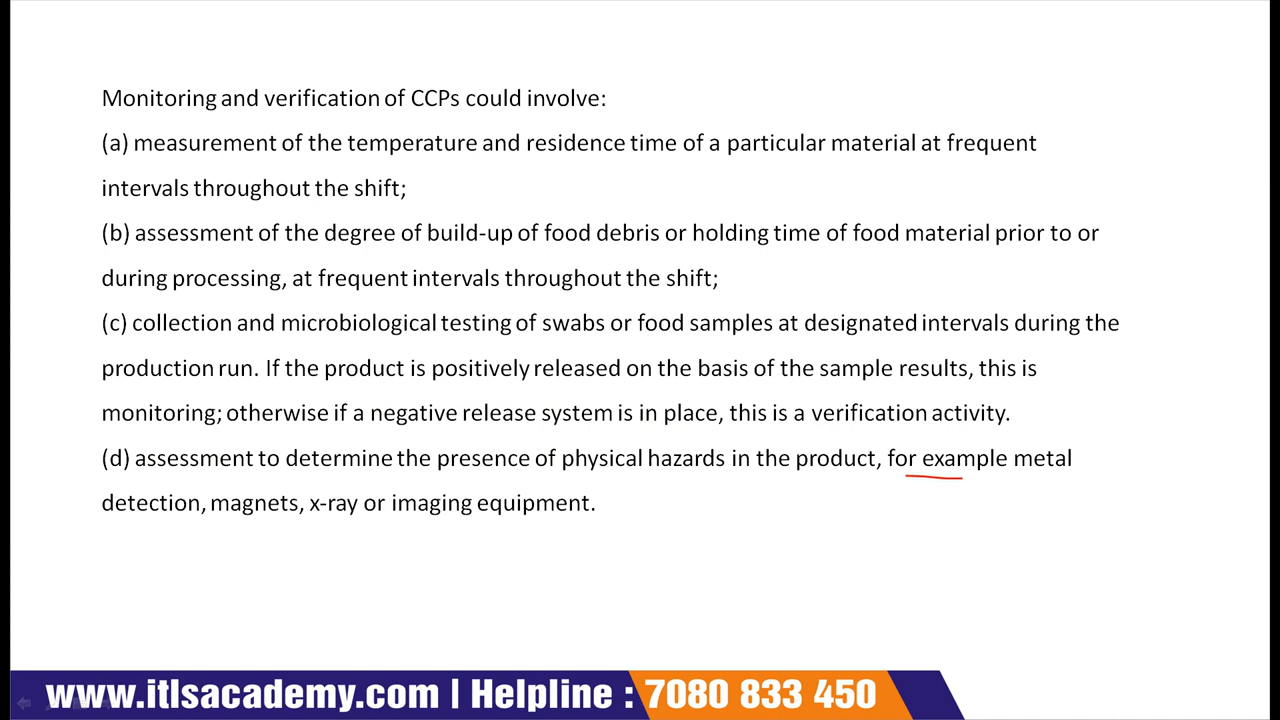 Monitoring and verification of CCPs could involve:
(a) measurement of the temperature and residence time of a particular material at frequent
intervals throughout the shift;
(b) assessment of the degree of build-up of food debris or holding time of food material prior to or
during processing, at frequent intervals throughout the shift;
(c) collection and microbiological testing of swabs or food samples at designated intervals during the
production run. If the product is positively released on the basis of the sample results, this is
monitoring; otherwise if a negative release system is in place, this is a verification activity.
(d) assessment to determine the presence of physical hazards in the product, for example metal
detection, magnets, x-ray or imaging equipment.
www.itlsacademy.com | Helpline : 7080 833 450